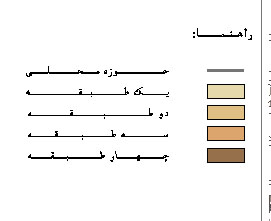 راهنما:
حوزه محلی
یک طبقه
دو طبقه
سه طبقه
چهار طبقه